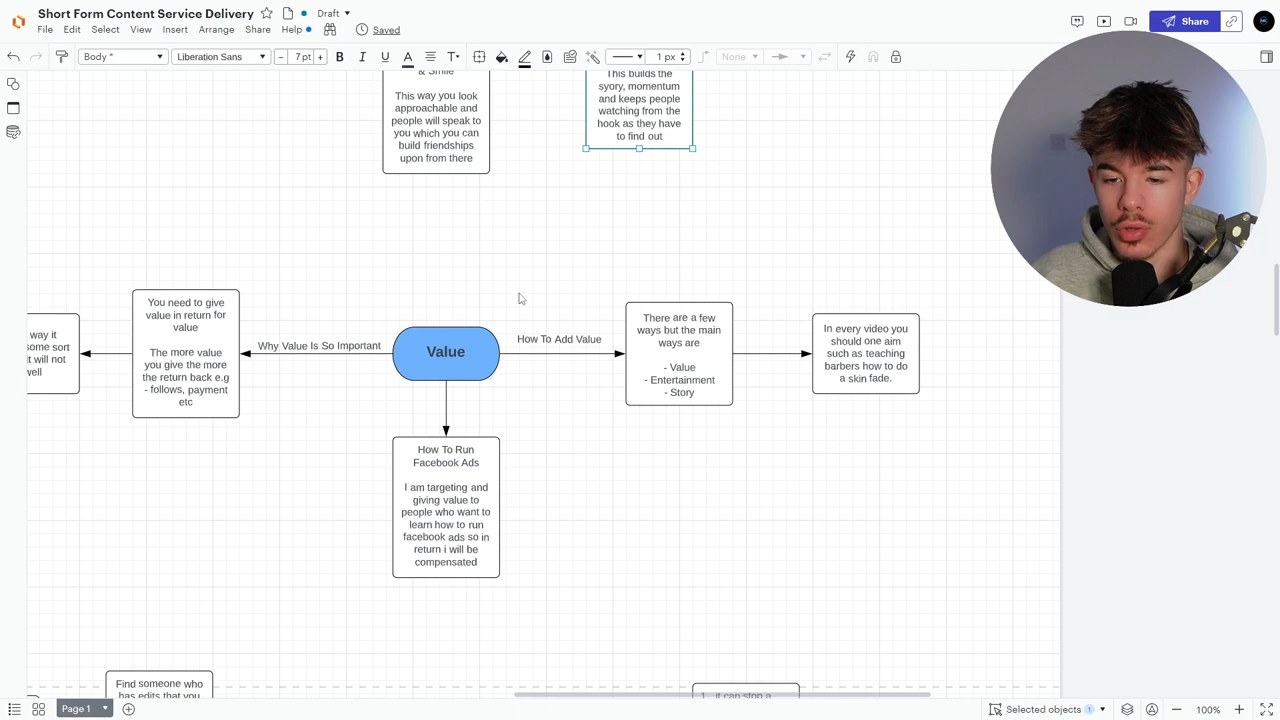 Short Form Content Service Delivery
Draft
File
Edit
Select
View
Insert
Arrange
Share
Help
Saved
Share
Body *
Liberation Sans
7 pt
B
I
U
A
T
1 px
None
& Smile
This way you look
approachable and
people will speak to
you which you can
build friendships
upon from there
This builds the
syory, momentum
and keeps people
watching from the
hook as they have
to find out
way it
some sort
it will not
well
You need to give
value in return for
value
The more value
you give the more
the return back e.g
- follows, payment
etc
Why Value Is So Important
Value
How To Add Value
There are a few
ways but the main
ways are
- Value
- Entertainment
- Story
In every video you
should one aim
such as teaching
barbers how to do
a skin fade.
How To Run
Facebook Ads
I am targeting and
giving value to
people who want to
learn how to run
facebook ads so in
return i will be
compensated
Find someone who
has edits that you
1. it can stop a
Page 1
Selected objects
1
100%